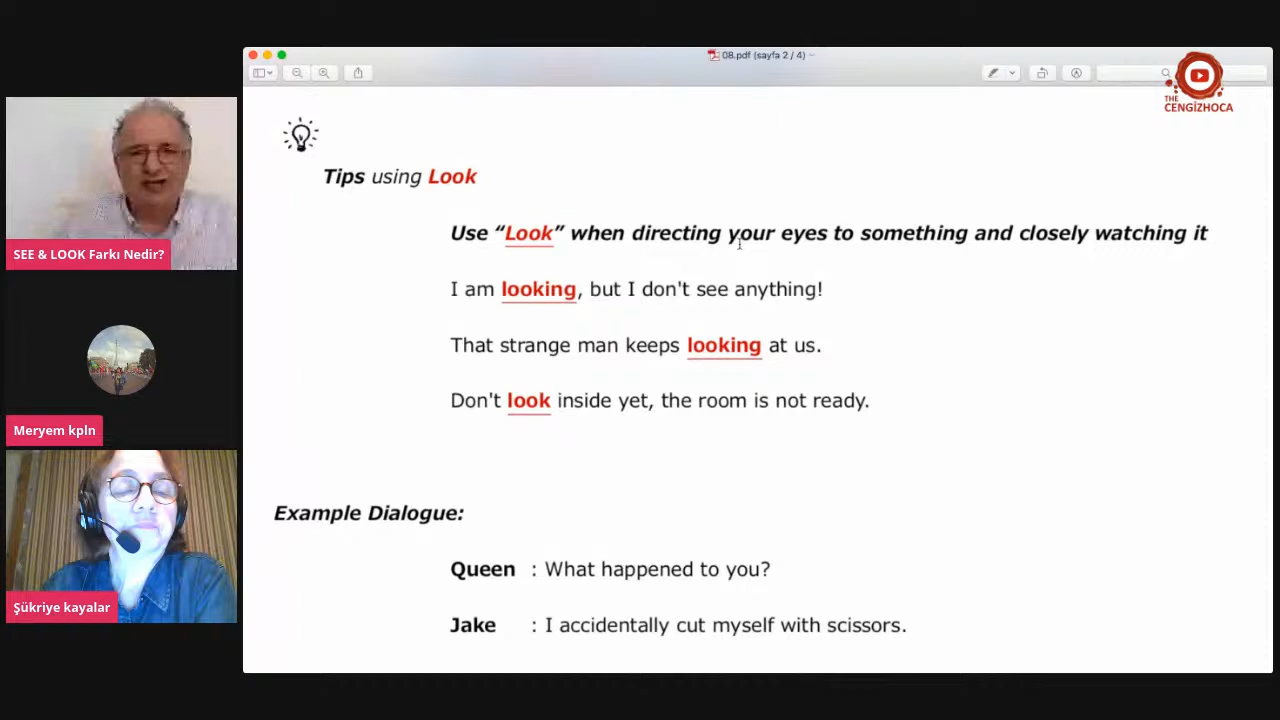 08.pdf (sayfa 2 / 4)
THE
CENGİZHOCA
Tips using Look
Use “Look” when directing your eyes to something and closely watching it
I am looking, but I don't see anything!
That strange man keeps looking at us.
Don't look inside yet, the room is not ready.
Example Dialogue:
Queen : What happened to you?
Jake : I accidentally cut myself with scissors.
SEE & LOOK Farkı Nedir?
Meryem kpln
Şükriye kayalar